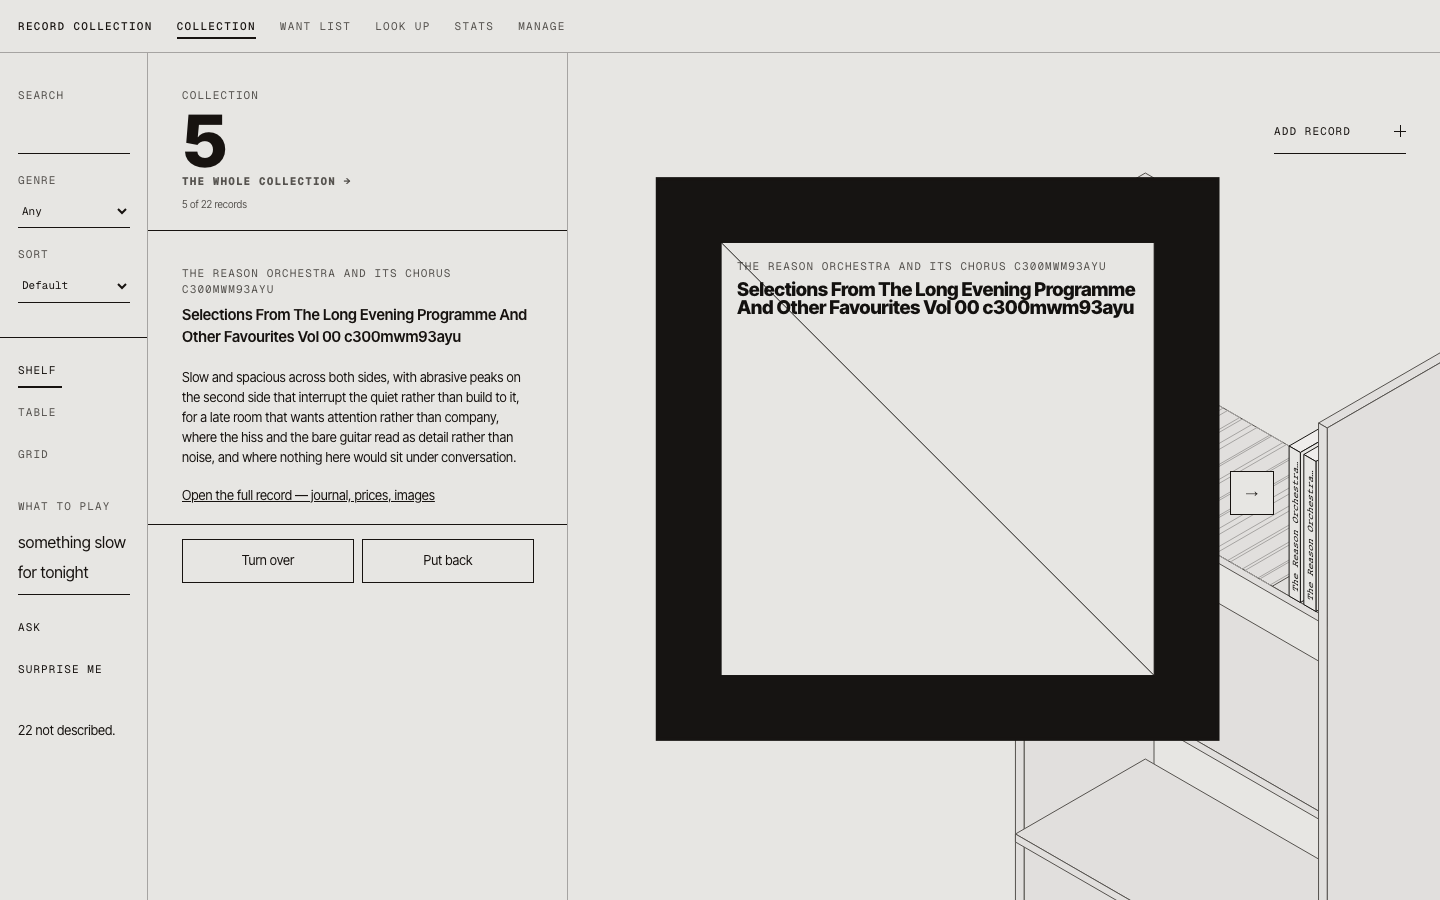 RECORD COLLECTION COLLECTION WANT LIST LOOK UP STATS MANAGE
SEARCH
GENRE
Any
SORT
Default
SHELF
TABLE
GRID
WHAT TO PLAY
something slow
for tonight
ASK
SURPRISE ME
22 not described.
COLLECTION
5
THE WHOLE COLLECTION →
5 of 22 records
THE REASON ORCHESTRA AND ITS CHORUS
C300MWM93AYU
Selections From The Long Evening Programme And
Other Favourites Vol 00 c300mwm93ayu
Slow and spacious across both sides, with abrasive peaks on
the second side that interrupt the quiet rather than build to it,
for a late room that wants attention rather than company,
where the hiss and the bare guitar read as detail rather than
noise, and where nothing here would sit under conversation.
Open the full record — journal, prices, images
Turn over Put back
ADD RECORD +
THE REASON ORCHESTRA AND ITS CHORUS C300MWM93AYU
Selections From The Long Evening Programme
And Other Favourites Vol 00 c300mwm93ayu
→
The Reason Orchestra…
The Reason Orchestra…